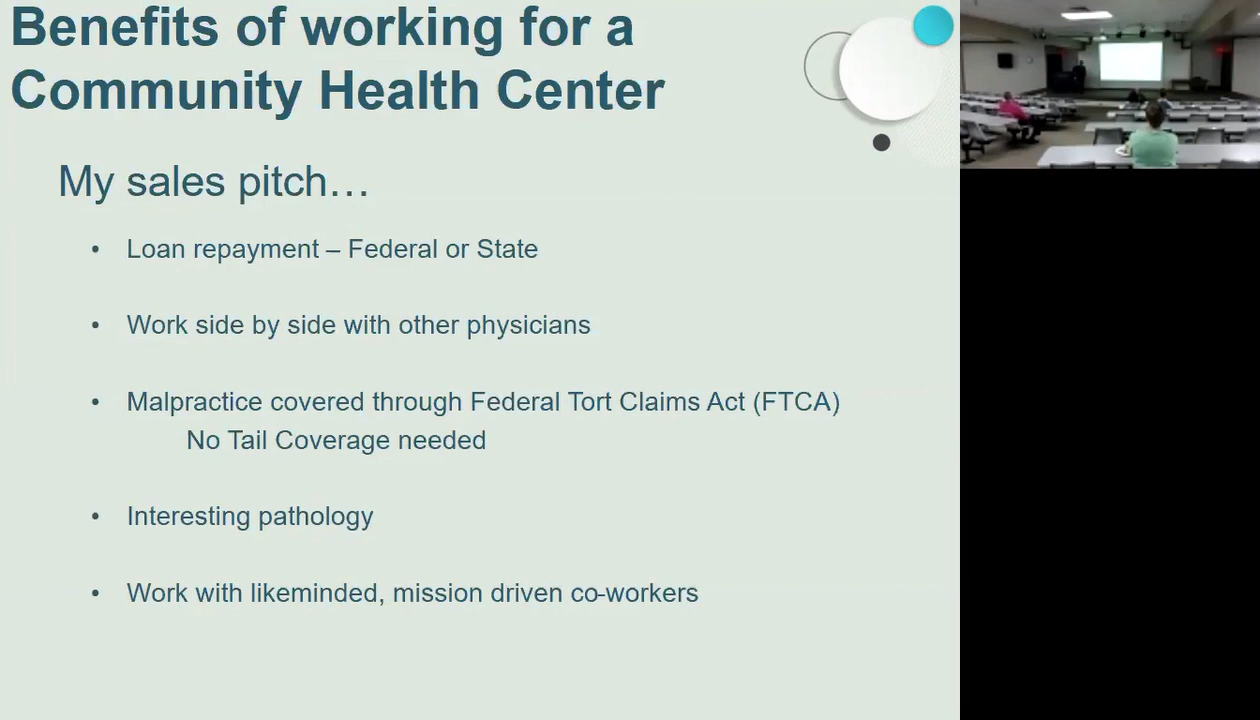 Benefits of working for a
Community Health Center
My sales pitch…
• Loan repayment – Federal or State
• Work side by side with other physicians
• Malpractice covered through Federal Tort Claims Act (FTCA)
No Tail Coverage needed
• Interesting pathology
• Work with likeminded, mission driven co-workers